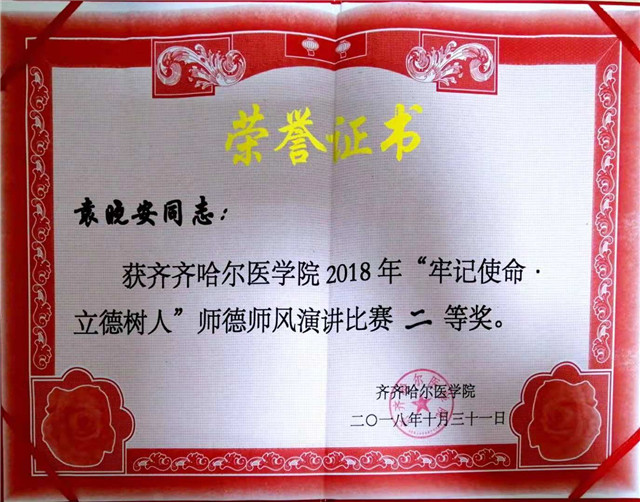 荣誉证书
袁晚安同志：
获齐齐哈尔医学院2018年“牢记使命·
立德树人”师德师风演讲比赛 二 等奖。
齐齐哈尔医学院
二〇一八年十月三十一日